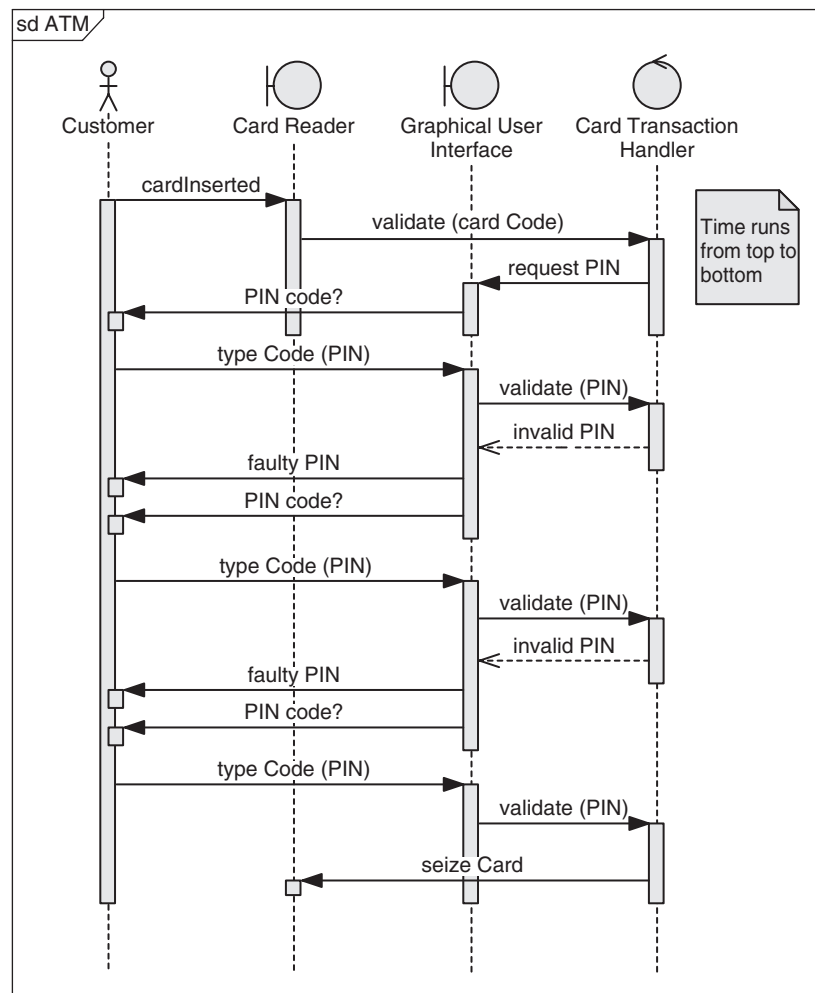 sd ATM
Customer
Card Reader
Graphical User
Interface
Card Transaction
Handler
cardInserted
validate (card Code)
Time runs
from top to
bottom
request PIN
PIN code?
type Code (PIN)
validate (PIN)
invalid PIN
faulty PIN
PIN code?
type Code (PIN)
validate (PIN)
invalid PIN
faulty PIN
PIN code?
type Code (PIN)
validate (PIN)
seize Card